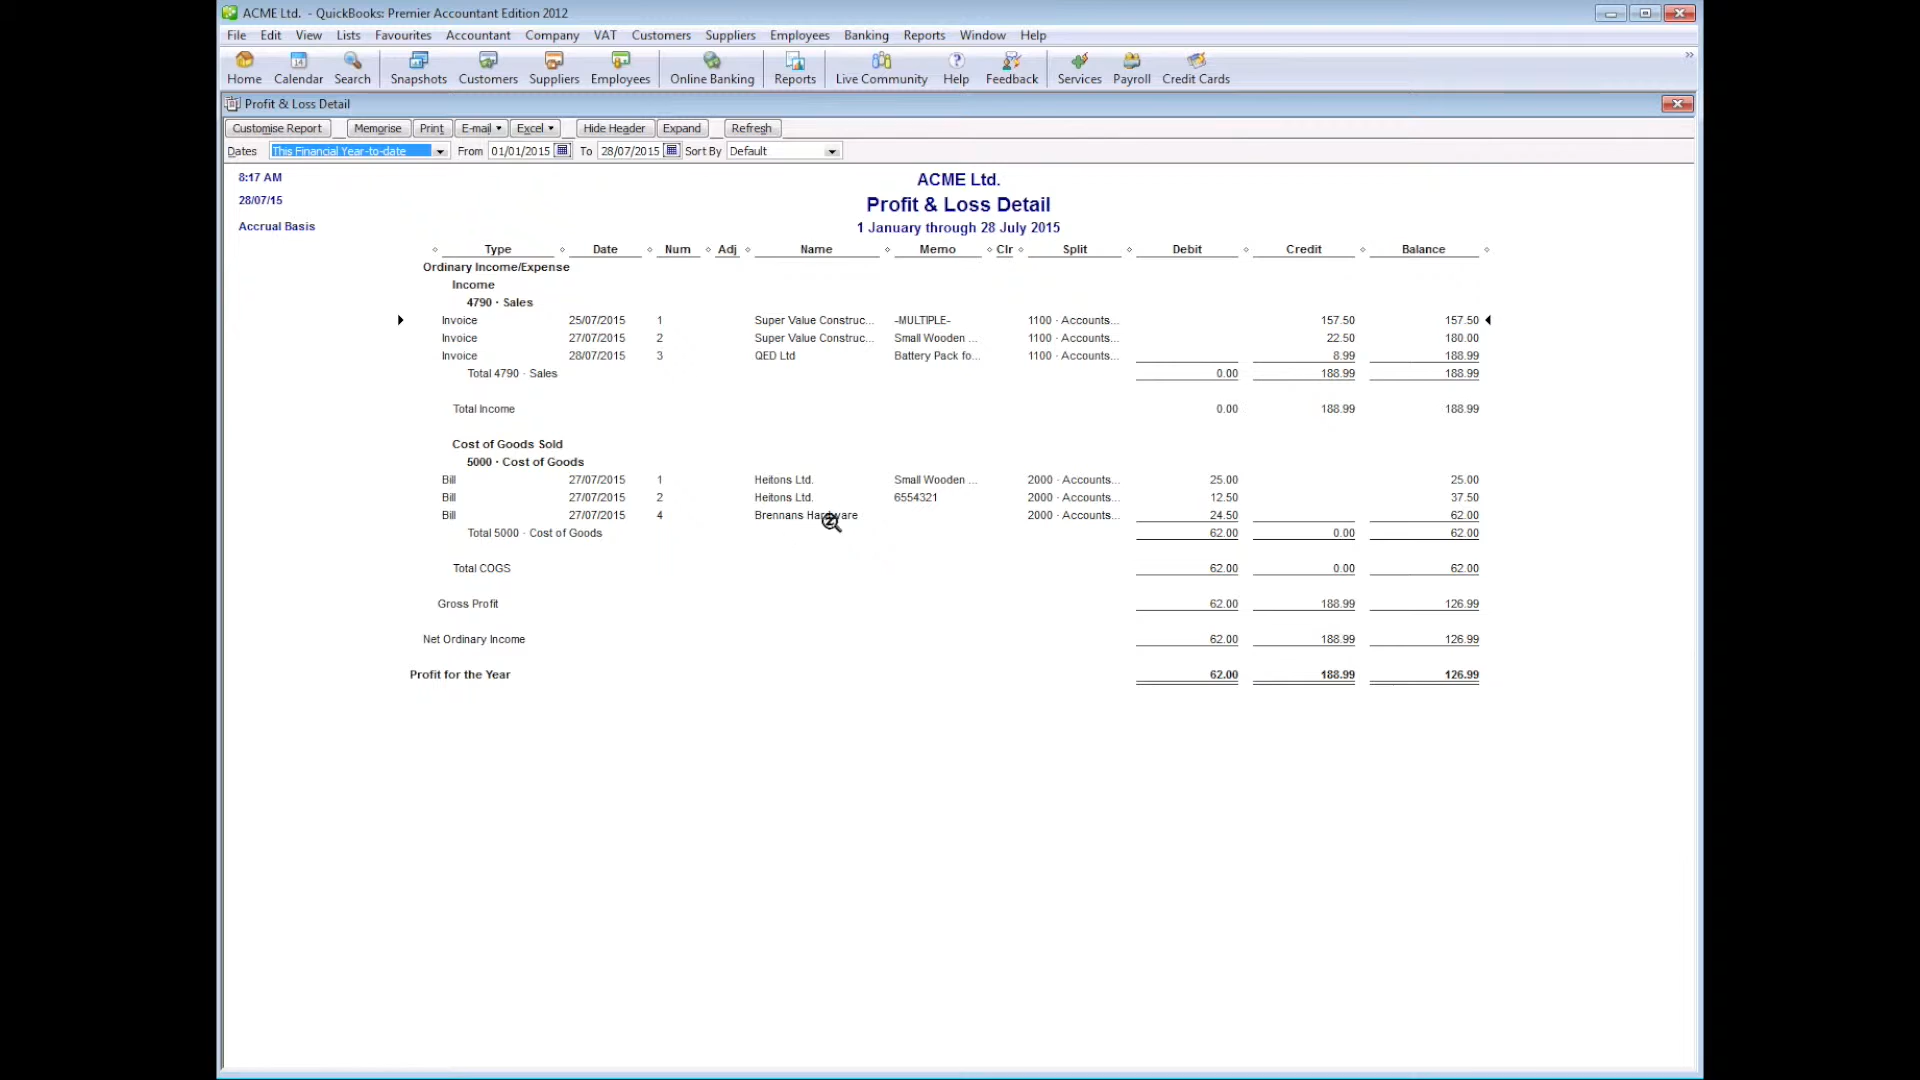 ACME Ltd. - QuickBooks: Premier Accountant Edition 2012
File Edit View Lists Favourites Accountant Company VAT Customers Suppliers Employees Banking Reports Window Help
Home Calendar Search Snapshots Customers Suppliers Employees Online Banking Reports Live Community Help Feedback Services Payroll Credit Cards
Profit & Loss Detail
Customise Report Memorise Print E-mail Excel Hide Header Expand Refresh
Dates This Financial Year-to-date From 01/01/2015 To 28/07/2015 Sort By Default
8:17 AM
28/07/15
Accrual Basis
ACME Ltd.
Profit & Loss Detail
1 January through 28 July 2015
Type Date Num Adj Name Memo Clr Split Debit Credit Balance
Ordinary Income/Expense
Income
4790 · Sales
Invoice 25/07/2015 1 Super Value Construc... -MULTIPLE- 1100 · Accounts... 157.50 157.50
Invoice 27/07/2015 2 Super Value Construc... Small Wooden ... 1100 · Accounts... 22.50 180.00
Invoice 28/07/2015 3 QED Ltd Battery Pack fo... 1100 · Accounts... 8.99 188.99
Total 4790 · Sales 0.00 188.99 188.99
Total Income 0.00 188.99 188.99
Cost of Goods Sold
5000 · Cost of Goods
Bill 27/07/2015 1 Heitons Ltd. Small Wooden ... 2000 · Accounts... 25.00 25.00
Bill 27/07/2015 2 Heitons Ltd. 6554321 2000 · Accounts... 12.50 37.50
Bill 27/07/2015 4 Brennans Hardware 2000 · Accounts... 24.50 62.00
Total 5000 · Cost of Goods 62.00 0.00 62.00
Total COGS 62.00 0.00 62.00
Gross Profit 62.00 188.99 126.99
Net Ordinary Income 62.00 188.99 126.99
Profit for the Year 62.00 188.99 126.99